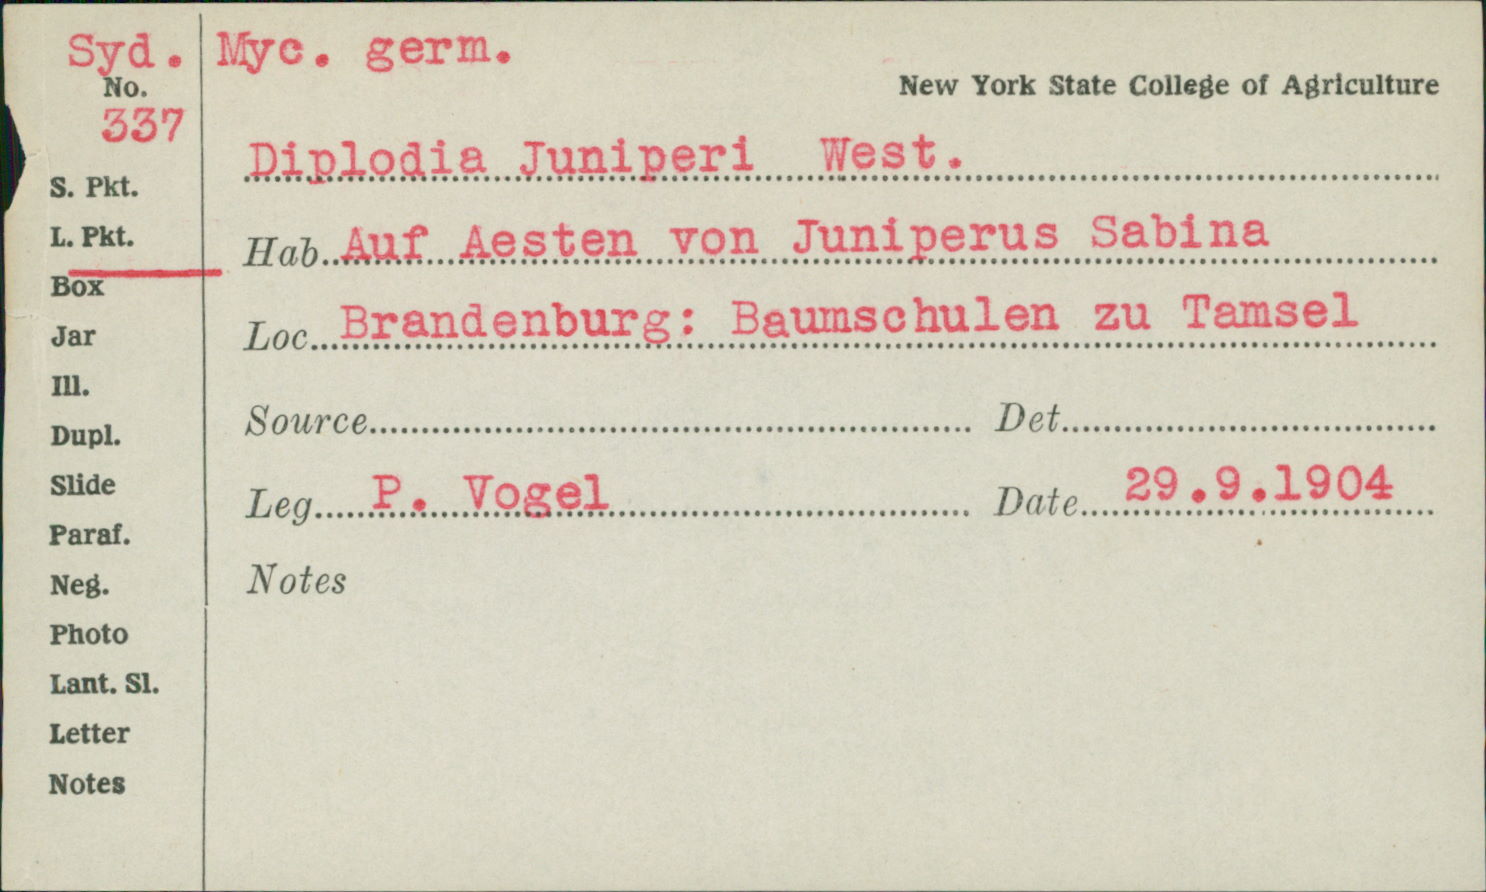 Syd. Myc. germ.
No. New York State College of Agriculture
337
Diplodia Juniperi West.
S. Pkt.
L. Pkt.
Hab. Auf Aesten von Juniperus Sabina
Box
Loc. Brandenburg: Baumschulen zu Tamsel
Jar
Ill.
Source Det.
Dupl.
Slide
Leg. P. Vogel Date 29.9.1904
Paraf.
Neg. Notes
Photo
Lant. Sl.
Letter
Notes